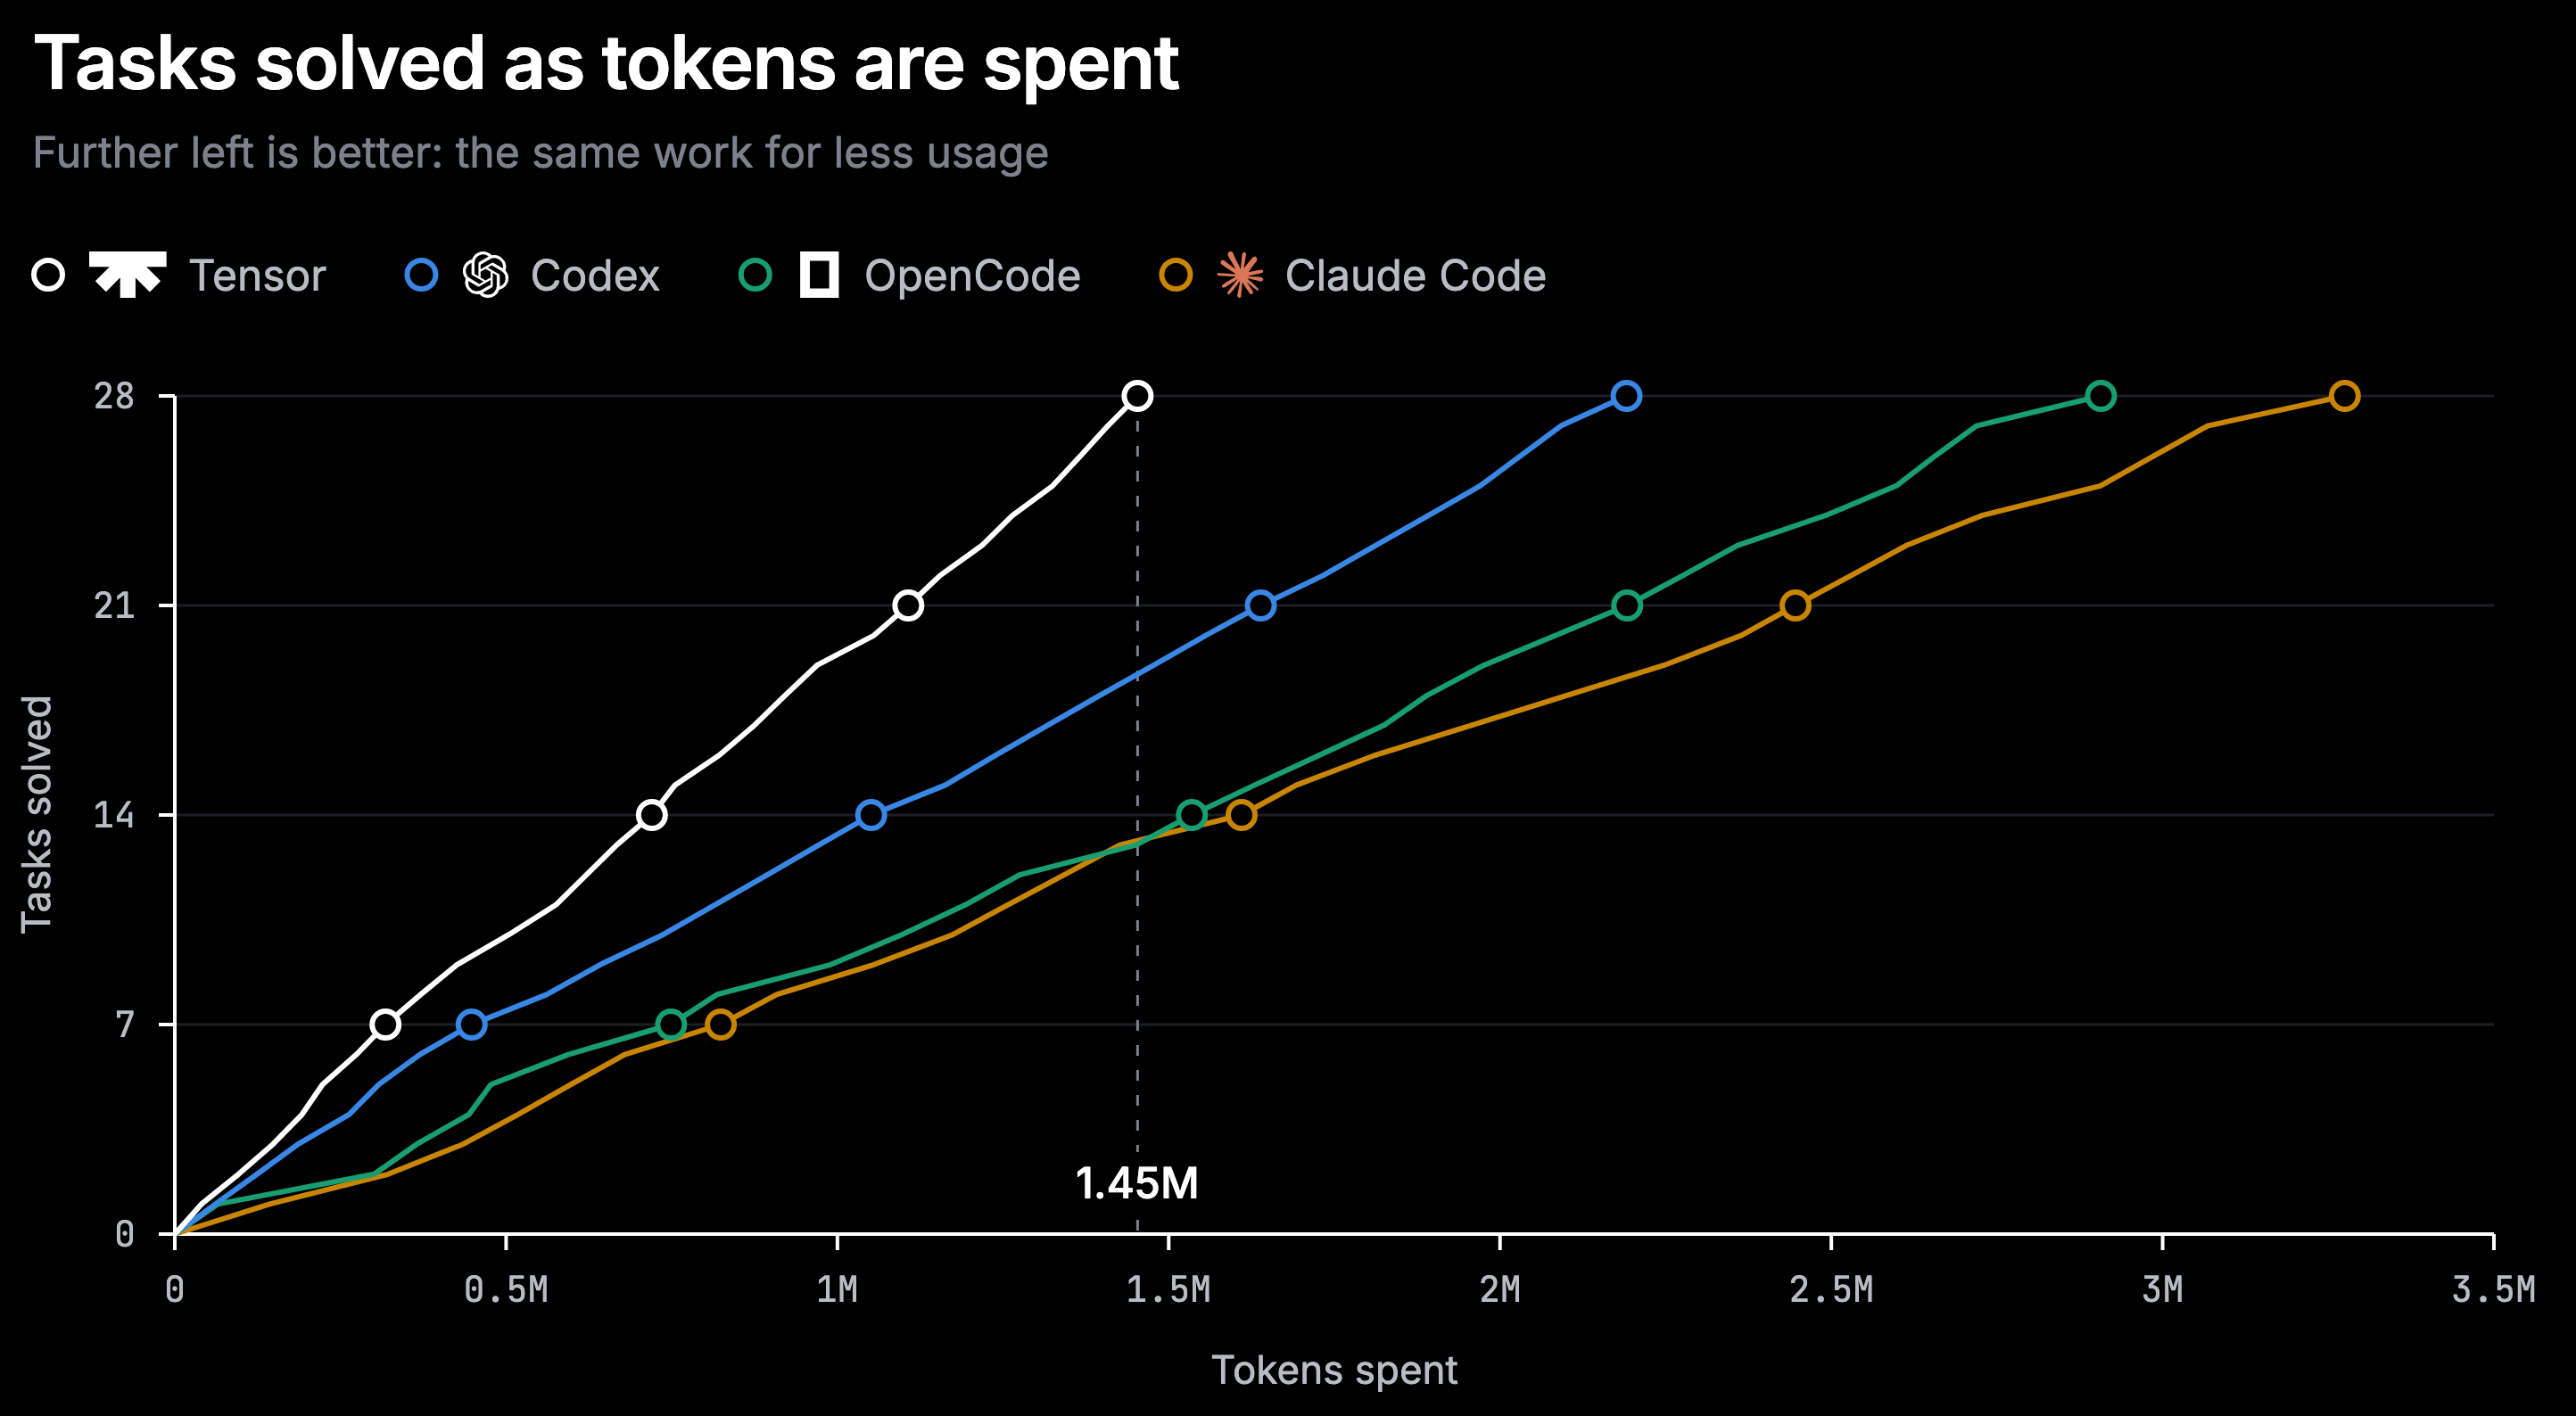 Tasks solved as tokens are spent
Further left is better: the same work for less usage
Tensor Codex OpenCode Claude Code
28
21
14
7
0
Tasks solved
1.45M
0 0.5M 1M 1.5M 2M 2.5M 3M 3.5M
Tokens spent